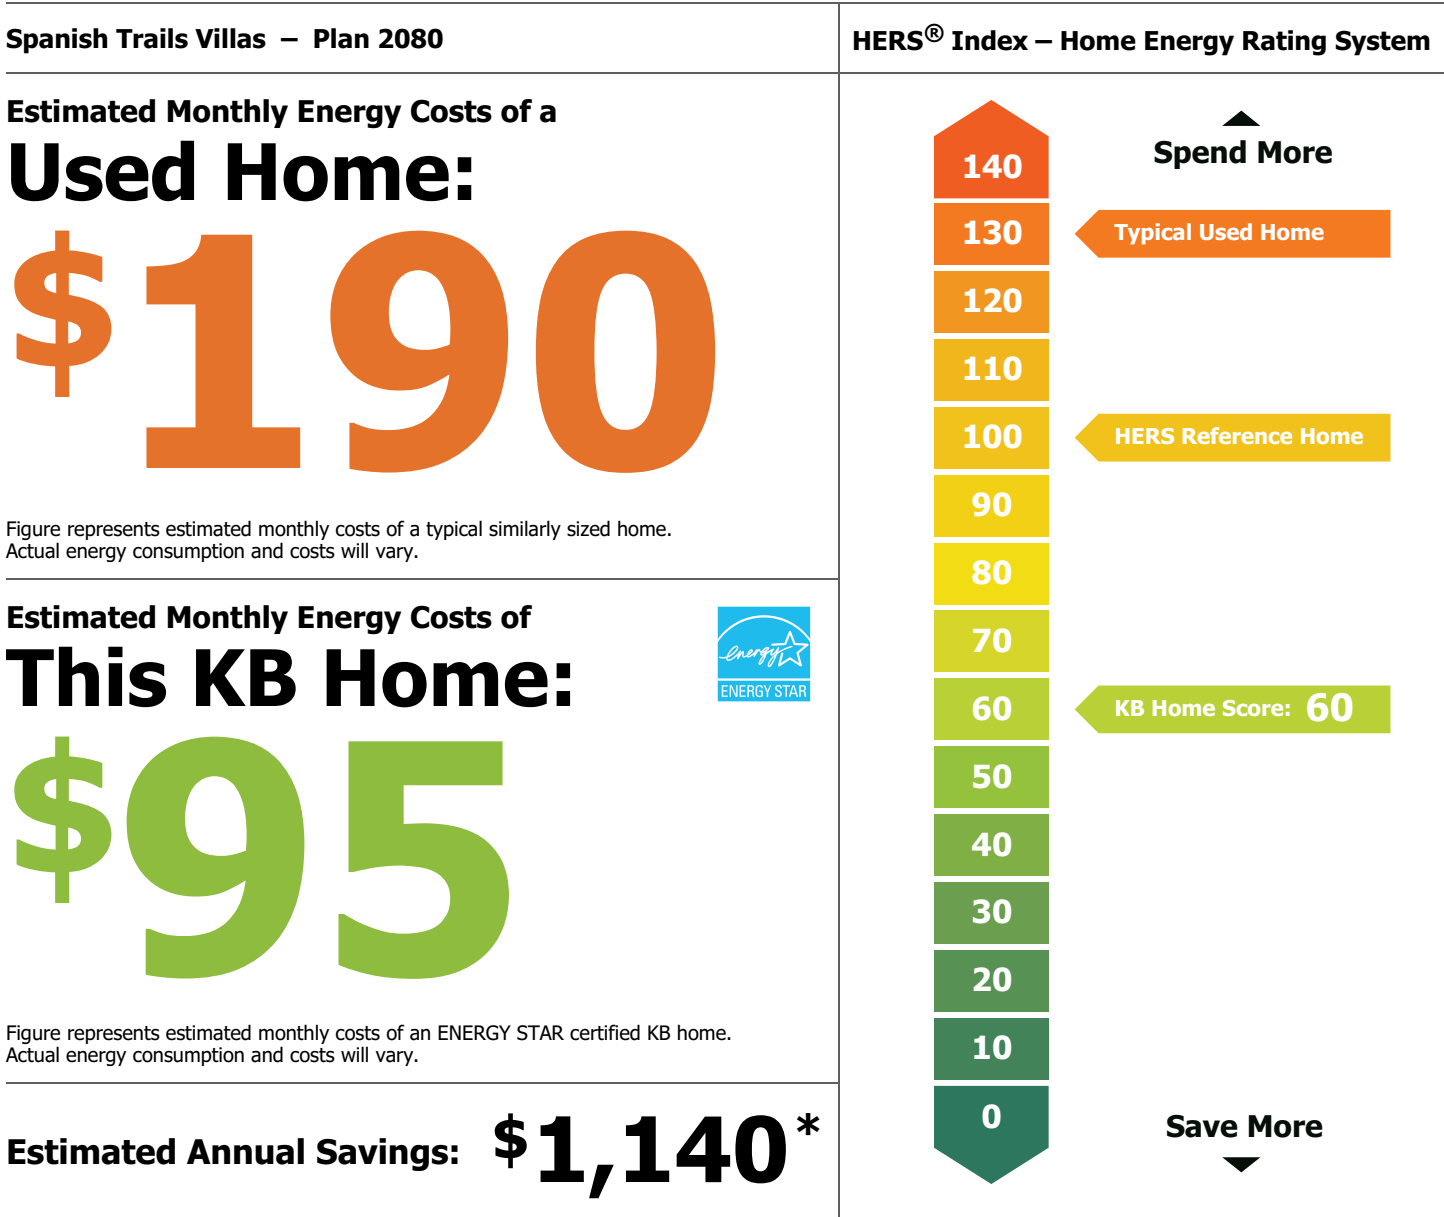 Spanish Trails Villas – Plan 2080
Estimated Monthly Energy Costs of a
Used Home:
$190
Figure represents estimated monthly costs of a typical similarly sized home.
Actual energy consumption and costs will vary.
Estimated Monthly Energy Costs of
This KB Home:
energy
ENERGY STAR
$95
Figure represents estimated monthly costs of an ENERGY STAR certified KB home.
Actual energy consumption and costs will vary.
Estimated Annual Savings: $1,140*
HERS® Index – Home Energy Rating System
Spend More
140
130 Typical Used Home
120
110
100 HERS Reference Home
90
80
70
60 KB Home Score: 60
50
40
30
20
10
0
Save More